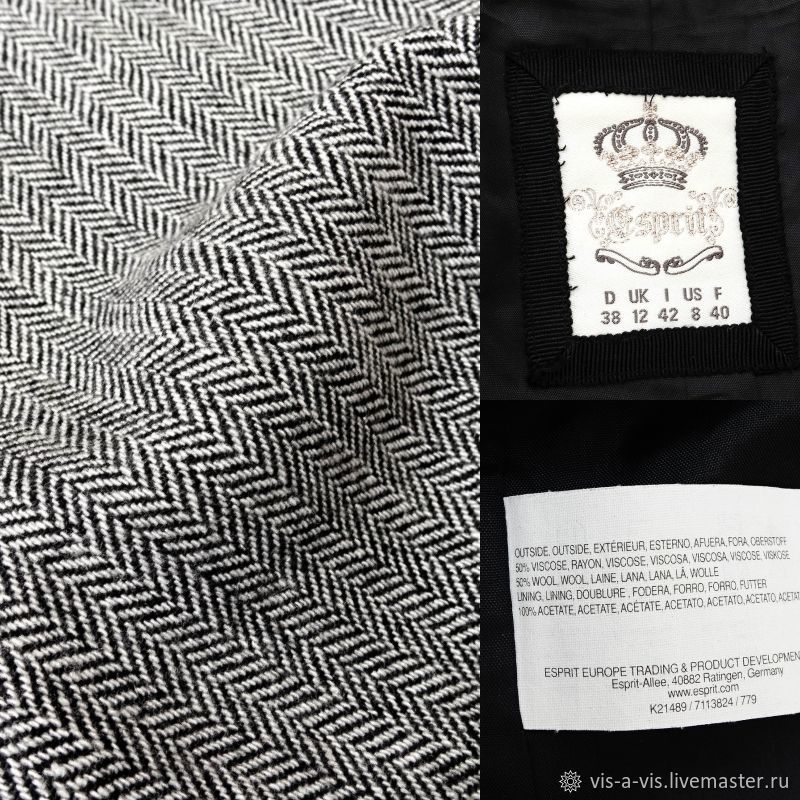 Esprit
D UK I US F
38 12 42 8 40
OUTSIDE, OUTSIDE, EXTÉRIEUR, ESTERNO, AFUERA, FORA, OBERSTOFF
50% VISCOSE, RAYON, VISCOSE, VISCOSA, VISCOSA, VISCOSE, VISKOSE
50% WOOL, WOOL, LAINE, LANA, LANA, LÃ, WOLLE
LINING, LINING, DOUBLURE , FODERA, FORRO, FORRO, FUTTER
100% ACETATE, ACETATE, ACÉTATE, ACETATO, ACETATO, ACETATO, ACETAT
ESPRIT EUROPE TRADING & PRODUCT DEVELOPMEN
Esprit-Allee, 40882 Ratingen, Germany
www.esprit.com
K21489 / 7113824 / 779
vis-a-vis.livemaster.ru